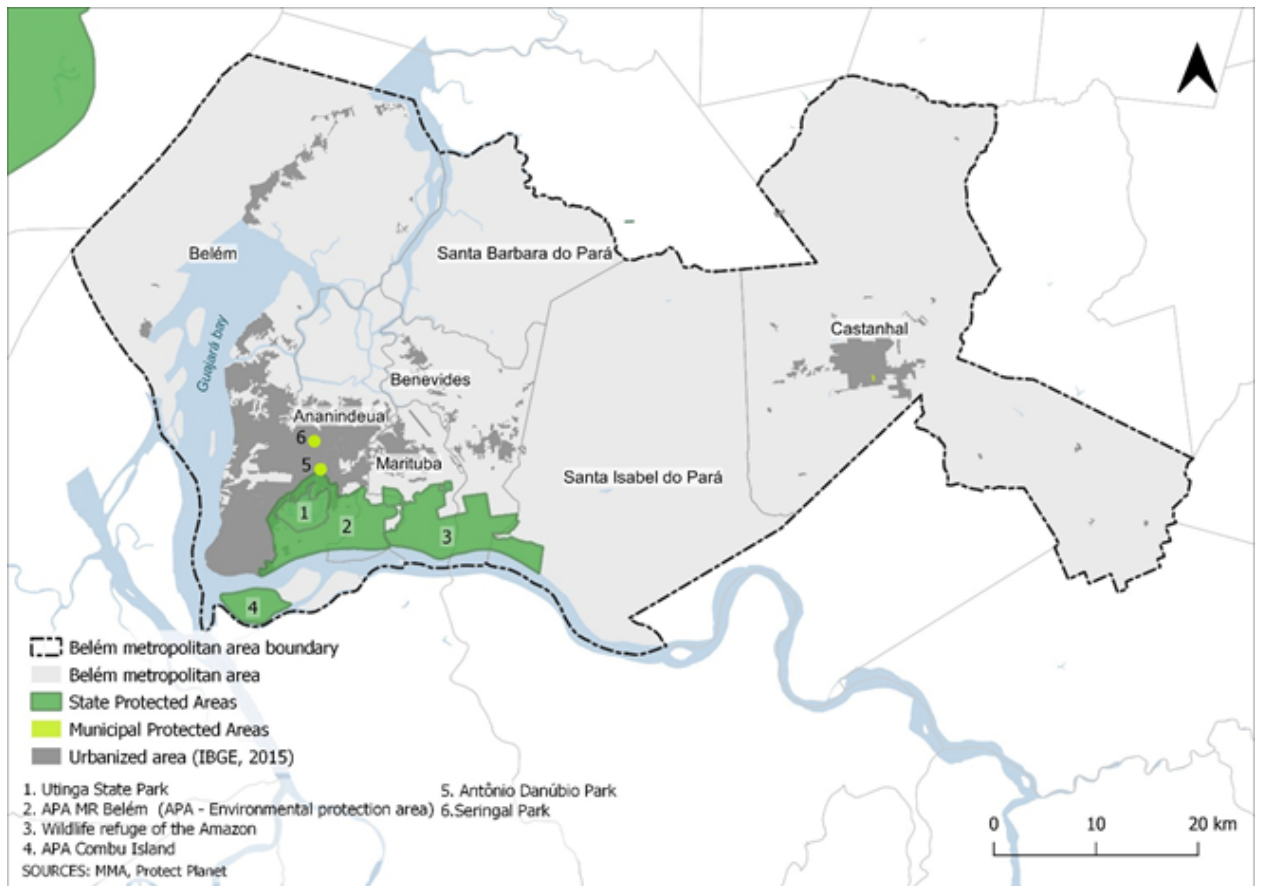 Belém
Santa Barbara do Pará
Guajará bay
Castanhal
Benevides
Ananindeua
6
Marituba
5
Santa Isabel do Pará
1
2
3
4
Belém metropolitan area boundary
Belém metropolitan area
State Protected Areas
Municipal Protected Areas
Urbanized area (IBGE, 2015)
1. Utinga State Park
2. APA MR Belém (APA - Environmental protection area)
3. Wildlife refuge of the Amazon
4. APA Combu Island
5. Antônio Danúbio Park
6.Seringal Park
SOURCES: MMA, Protect Planet
0 10 20 km